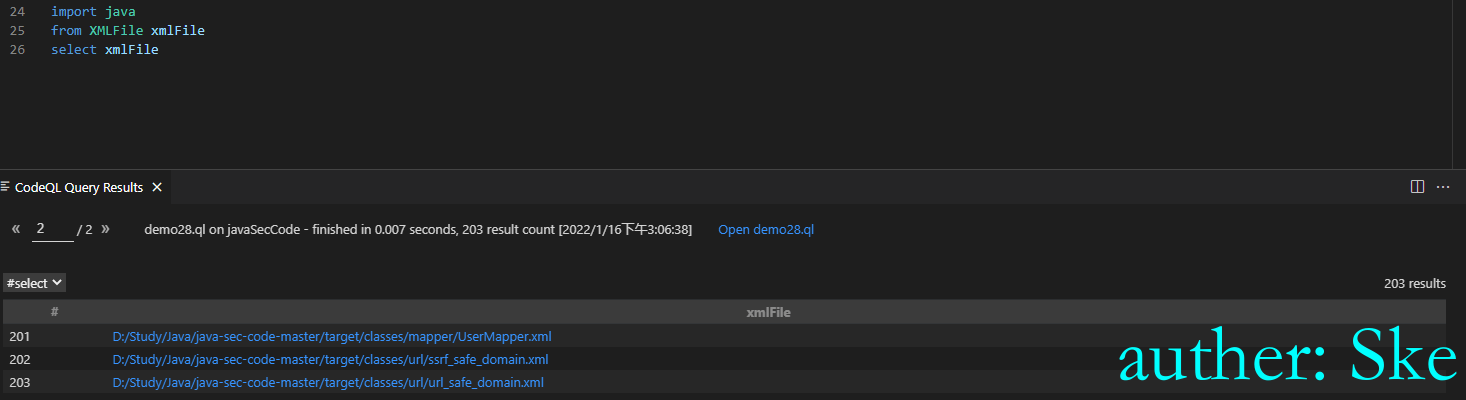 24 import java
25 from XMLFile xmlFile
26 select xmlFile
CodeQL Query Results ×
« 2 / 2 » demo28.ql on javaSecCode - finished in 0.007 seconds, 203 result count [2022/1/16下午3:06:38] Open demo28.ql
#select 203 results
# xmlFile
201 D:/Study/Java/java-sec-code-master/target/classes/mapper/UserMapper.xml
202 D:/Study/Java/java-sec-code-master/target/classes/url/ssrf_safe_domain.xml
203 D:/Study/Java/java-sec-code-master/target/classes/url/url_safe_domain.xml
auther: Ske